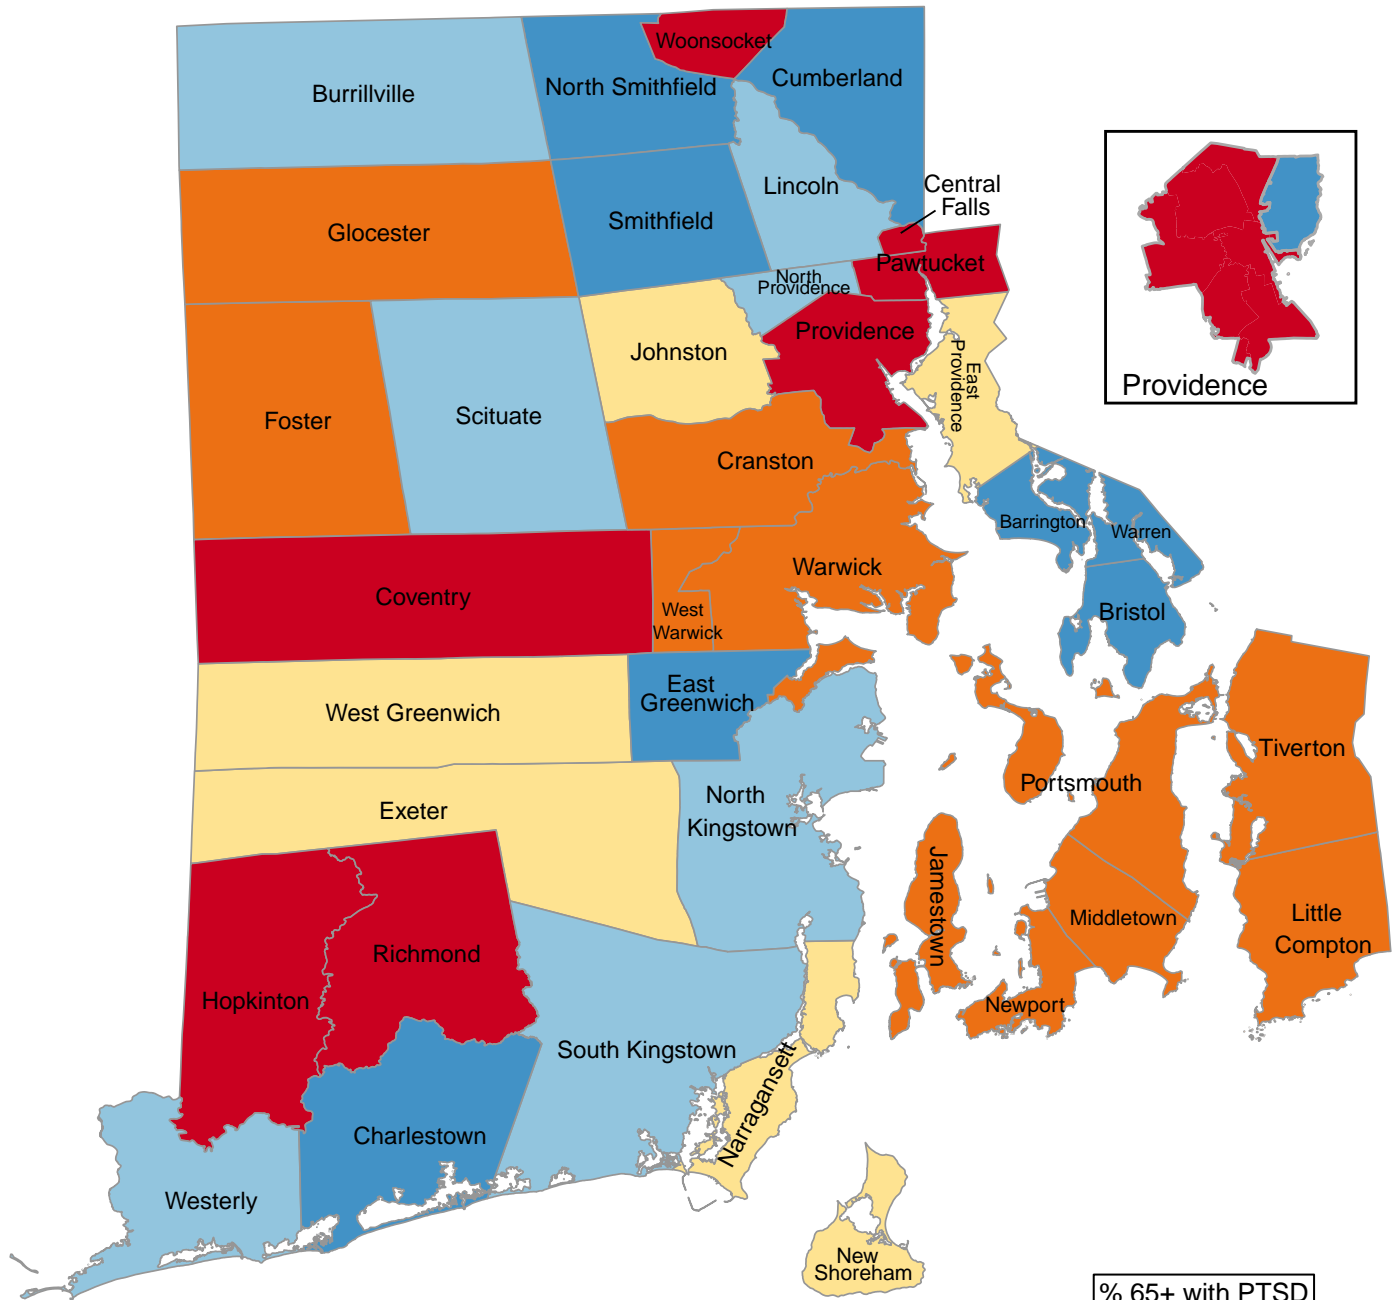 Woonsocket
Burrillville
North Smithfield
Cumberland
Lincoln
Central
Falls
Glocester
Smithfield
Pawtucket
North
Providence
Providence
Johnston
East
Providence
Foster
Scituate
Cranston
Providence
Barrington
Warren
Warwick
Coventry
West
Warwick
Bristol
East
Greenwich
West Greenwich
Tiverton
Portsmouth
Exeter
North
Kingstown
Jamestown
Middletown
Little
Compton
Richmond
Hopkinton
Newport
South Kingstown
Narragansett
Charlestown
Westerly
New
Shoreham
% 65+ with PTSD